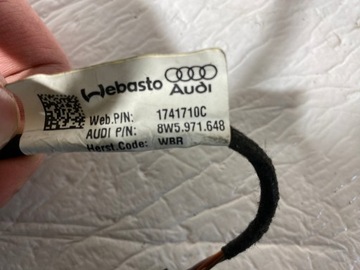 Webasto Audi
Web.P/N: 1741710C
AUDI P/N: 8W5.971.648
Herst.Code: WBR